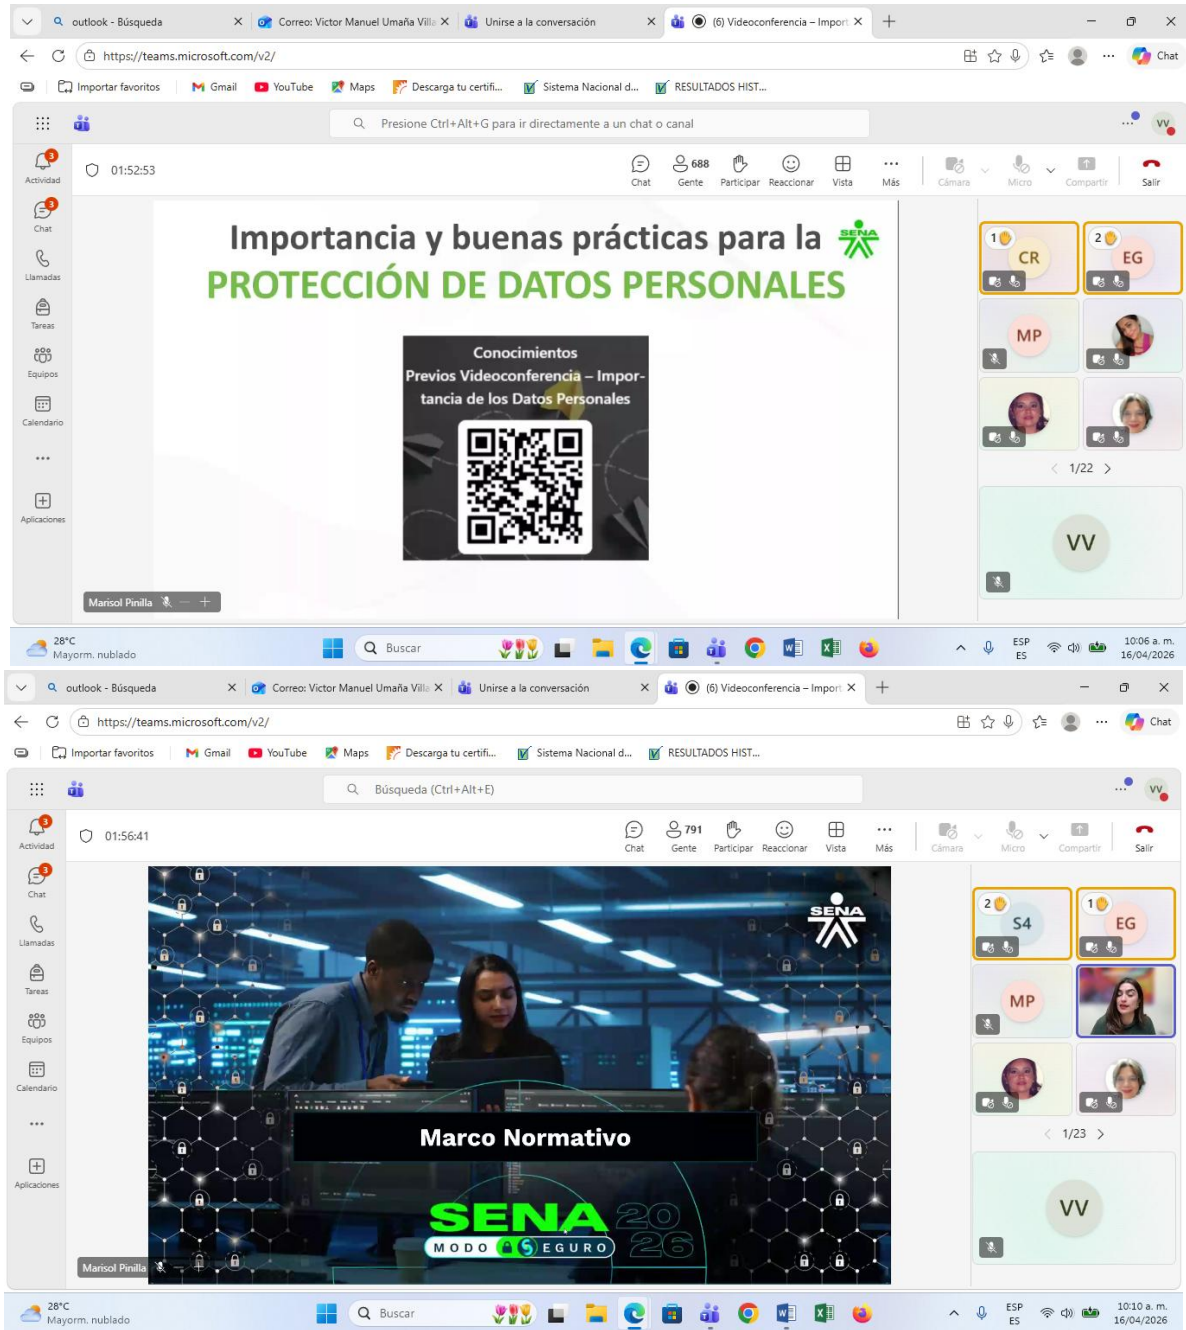 outlook - Búsqueda
Correo: Victor Manuel Umaña Villa
Unirse a la conversación
(6) Videoconferencia – Import
https://teams.microsoft.com/v2/
Chat
Importar favoritos
Gmail
YouTube
Maps
Descarga tu certifi...
Sistema Nacional d...
RESULTADOS HIST...
Presione Ctrl+Alt+G para ir directamente a un chat o canal
VV
3
Actividad
01:52:53
Chat
688
Gente
Participar
Reaccionar
Vista
Más
Cámara
Micro
Compartir
Salir
3
Chat
Llamadas
Tareas
Equipos
Calendario
Aplicaciones
Importancia y buenas prácticas para la
SENA
PROTECCIÓN DE DATOS PERSONALES
Conocimientos
Previos Videoconferencia – Impor-
tancia de los Datos Personales
Marisol Pinilla
1
CR
2
EG
MP
1/22
VV
28°C
Mayorm. nublado
Buscar
ESP
ES
10:06 a. m.
16/04/2026
outlook - Búsqueda
Correo: Victor Manuel Umaña Villa
Unirse a la conversación
(6) Videoconferencia – Import
https://teams.microsoft.com/v2/
Chat
Importar favoritos
Gmail
YouTube
Maps
Descarga tu certifi...
Sistema Nacional d...
RESULTADOS HIST...
Búsqueda (Ctrl+Alt+E)
VV
3
Actividad
01:56:41
Chat
791
Gente
Participar
Reaccionar
Vista
Más
Cámara
Micro
Compartir
Salir
3
Chat
Llamadas
Tareas
Equipos
Calendario
Aplicaciones
SENA
Marco Normativo
SENA 2026
MODO SEGURO
Marisol Pinilla
2
S4
1
EG
MP
1/23
VV
28°C
Mayorm. nublado
Buscar
ESP
ES
10:10 a. m.
16/04/2026